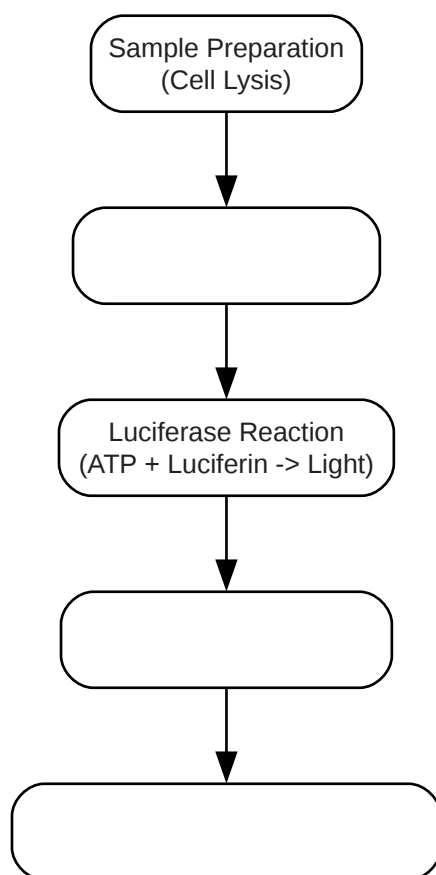 Sample Preparation
(Cell Lysis)
Luciferase Reaction
(ATP + Luciferin -> Light)